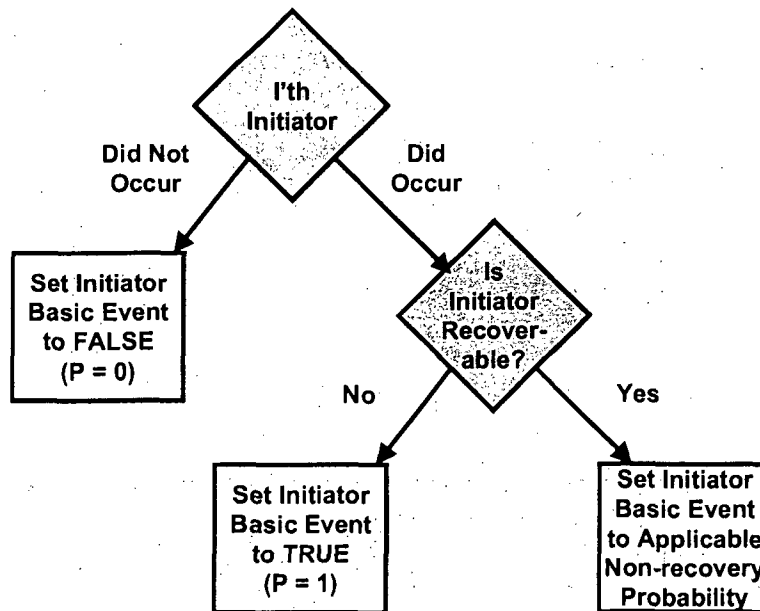 I'th
Initiator
Did Not
Occur
Did
Occur
Set Initiator
Basic Event
to FALSE
(P = 0)
Is
Initiator
Recover-
able?
No
Yes
Set Initiator
Basic Event
to TRUE
(P = 1)
Set Initiator
Basic Event
to Applicable
Non-recovery
Probability